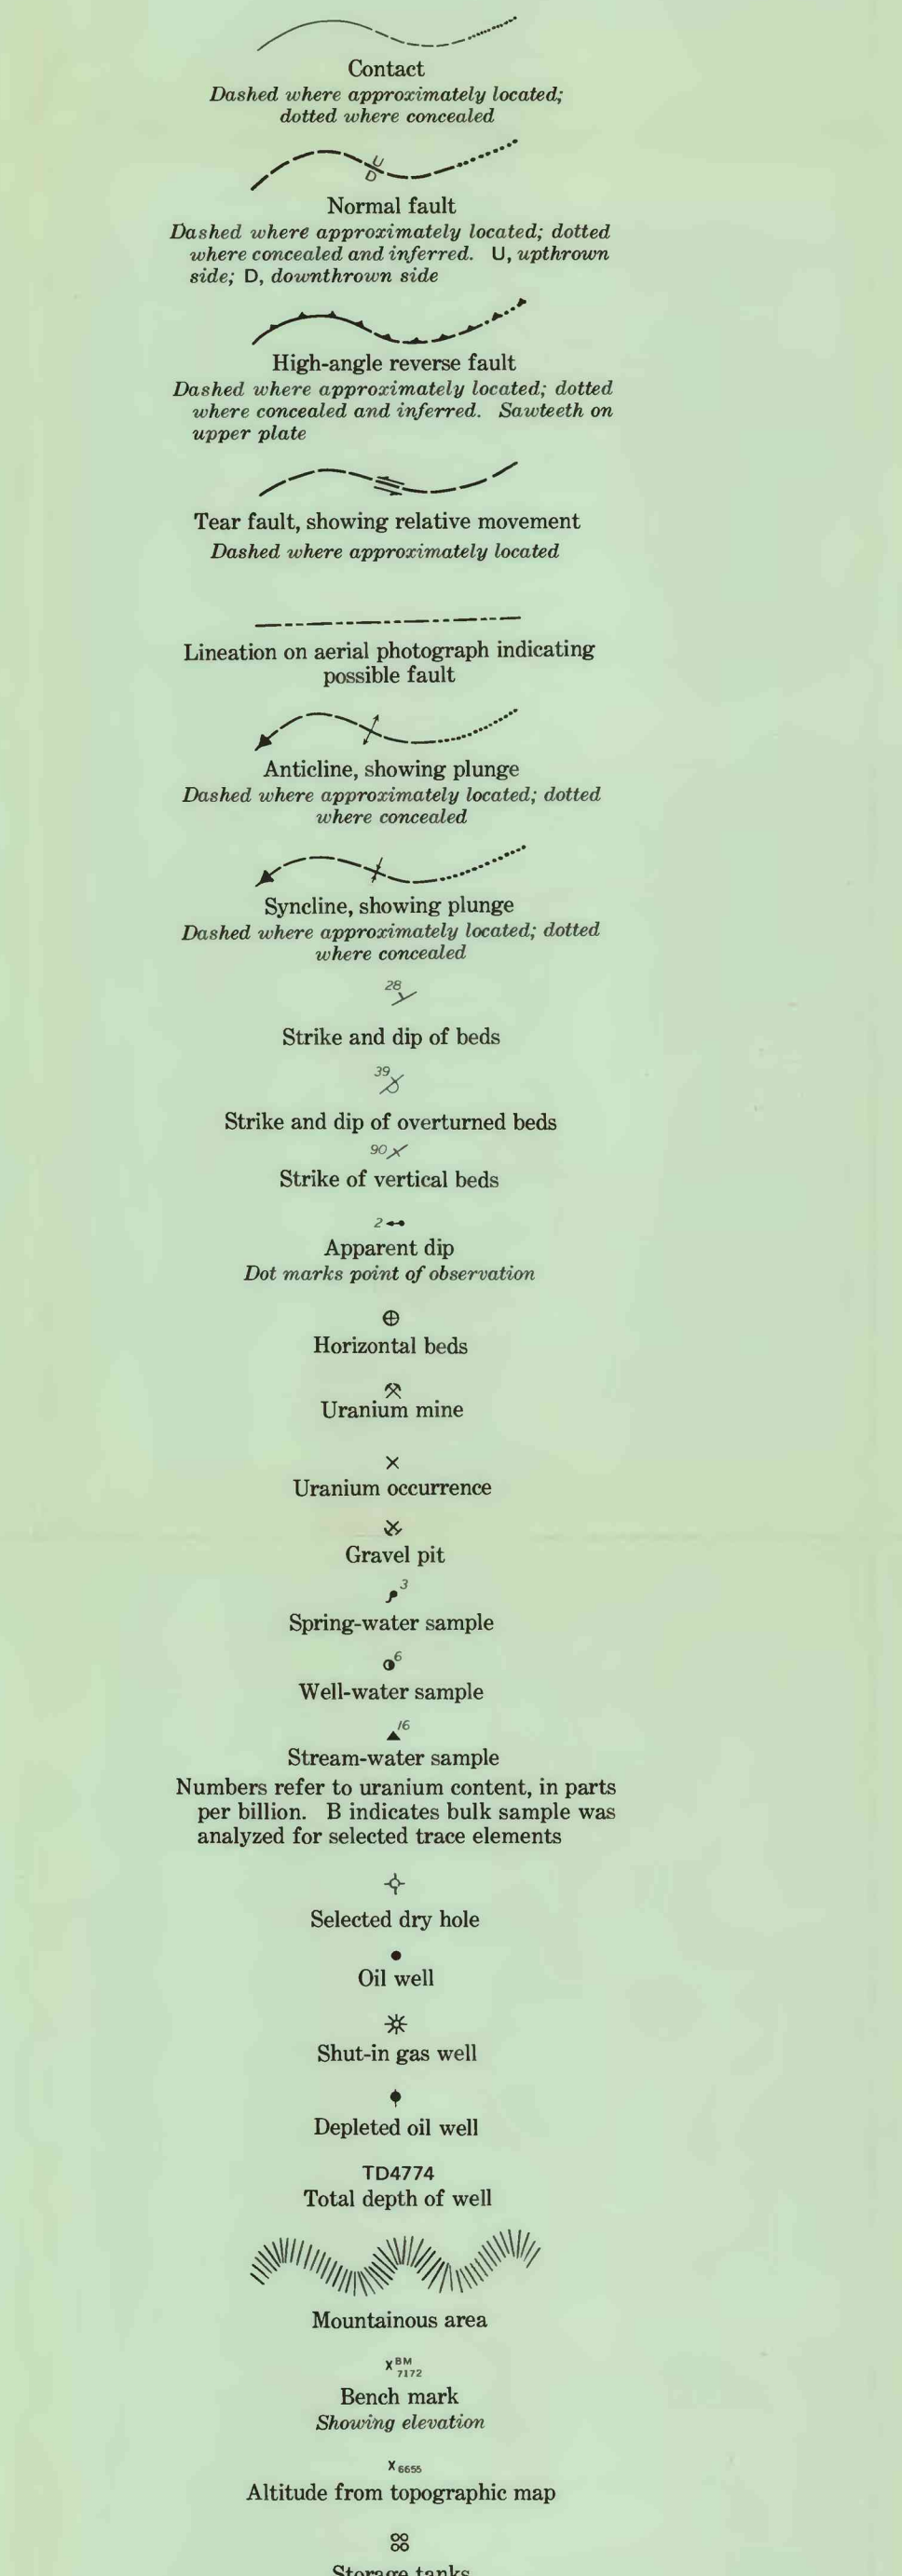 Contact
Dashed where approximately located;
dotted where concealed
U
D
Normal fault
Dashed where approximately located; dotted
where concealed and inferred. U, upthrown
side; D, downthrown side
High-angle reverse fault
Dashed where approximately located; dotted
where concealed and inferred. Sawteeth on
upper plate
Tear fault, showing relative movement
Dashed where approximately located
Lineation on aerial photograph indicating
possible fault
Anticline, showing plunge
Dashed where approximately located; dotted
where concealed
Syncline, showing plunge
Dashed where approximately located; dotted
where concealed
28
Strike and dip of beds
39
Strike and dip of overturned beds
90
Strike of vertical beds
2
Apparent dip
Dot marks point of observation
Horizontal beds
Uranium mine
Uranium occurrence
Gravel pit
3
Spring-water sample
6
Well-water sample
16
Stream-water sample
Numbers refer to uranium content, in parts
per billion. B indicates bulk sample was
analyzed for selected trace elements
Selected dry hole
Oil well
Shut-in gas well
Depleted oil well
TD4774
Total depth of well
Mountainous area
X BM
7172
Bench mark
Showing elevation
X 6655
Altitude from topographic map
Storage tanks